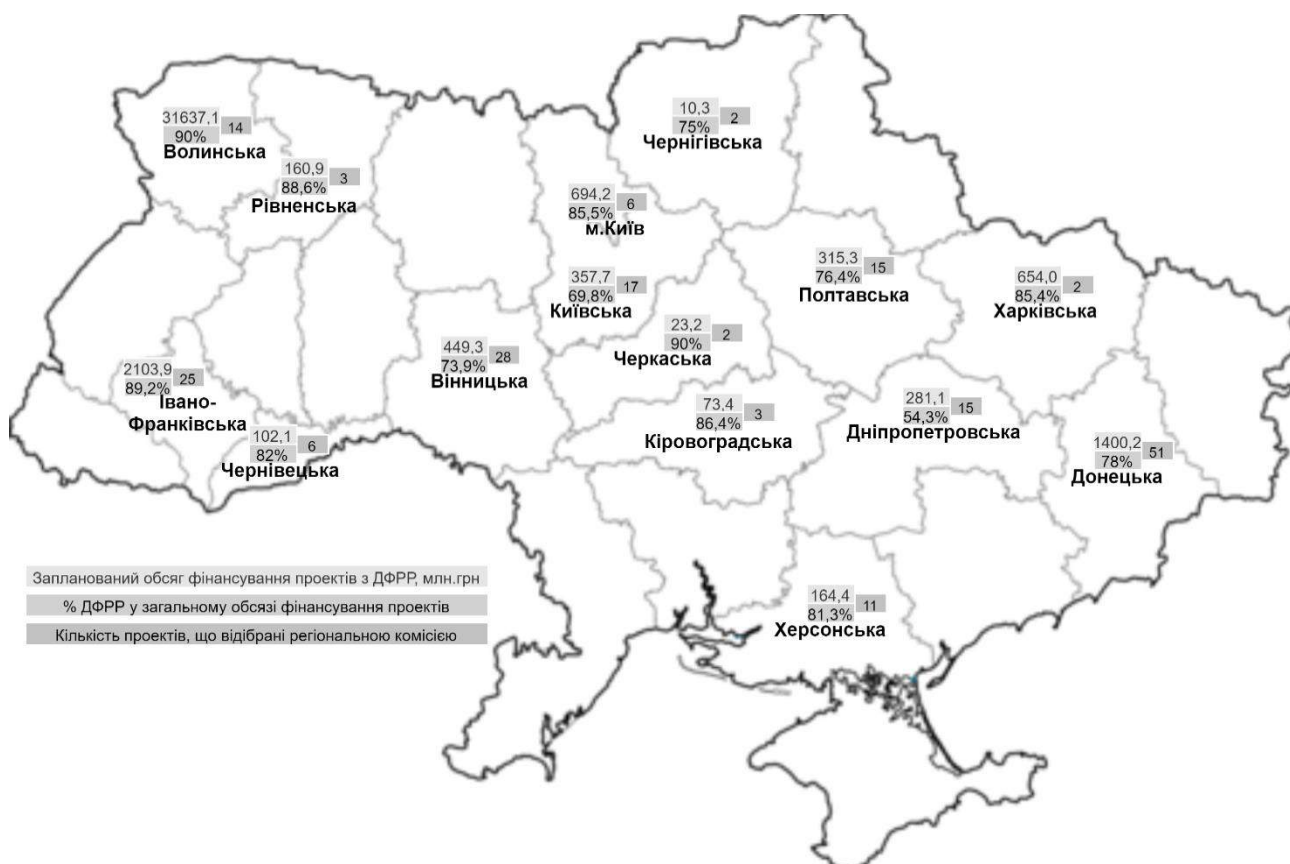 31637,1
14
90%
Волинська
160,9
3
88,6%
Рівненська
10,3
2
75%
Чернігівська
694,2
6
85,5%
м.Київ
357,7
17
69,8%
Київська
315,3
15
76,4%
Полтавська
654,0
2
85,4%
Харківська
23,2
2
90%
Черкаська
449,3
28
73,9%
Вінницька
2103,9
25
89,2%
Івано-
Франківська
102,1
6
82%
Чернівецька
73,4
3
86,4%
Кіровоградська
281,1
15
54,3%
Дніпропетровська
1400,2
51
78%
Донецька
164,4
11
81,3%
Херсонська
Запланований обсяг фінансування проектів з ДФРР, млн.грн
% ДФРР у загальному обсязі фінансування проектів
Кількість проектів, що відібрані регіональною комісією